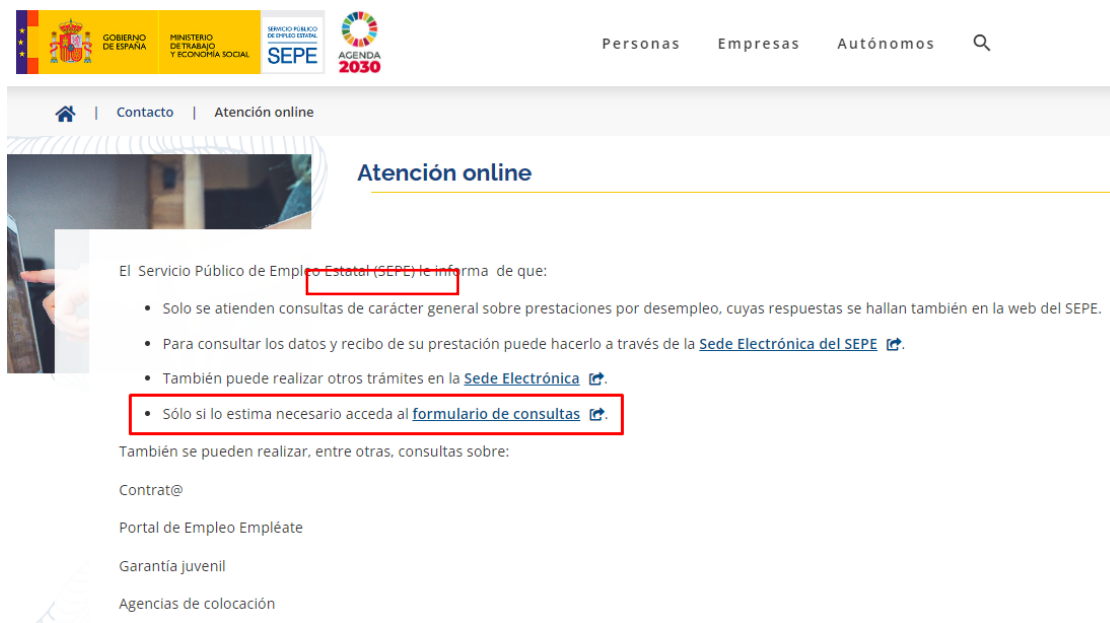 GOBIERNO
DE ESPAÑA
MINISTERIO
DE TRABAJO
Y ECONOMÍA SOCIAL
SERVICIO PÚBLICO
DE EMPLEO ESTATAL
SEPE
AGENDA
2030
Personas Empresas Autónomos
| Contacto | Atención online
Atención online
El Servicio Público de Empleo Estatal (SEPE) le informa de que:
• Solo se atienden consultas de carácter general sobre prestaciones por desempleo, cuyas respuestas se hallan también en la web del SEPE.
• Para consultar los datos y recibo de su prestación puede hacerlo a través de la Sede Electrónica del SEPE .
• También puede realizar otros trámites en la Sede Electrónica .
• Sólo si lo estima necesario acceda al formulario de consultas .
También se pueden realizar, entre otras, consultas sobre:
Contrat@
Portal de Empleo Empléate
Garantía juvenil
Agencias de colocación